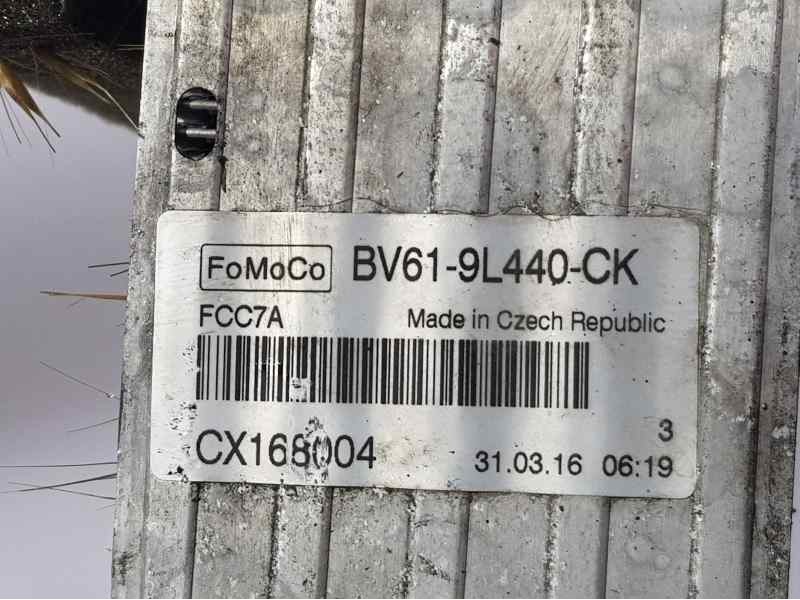 FoMoCo BV61-9L440-CK
FCC7A Made in Czech Republic
3
CX168004 31.03.16 06:19